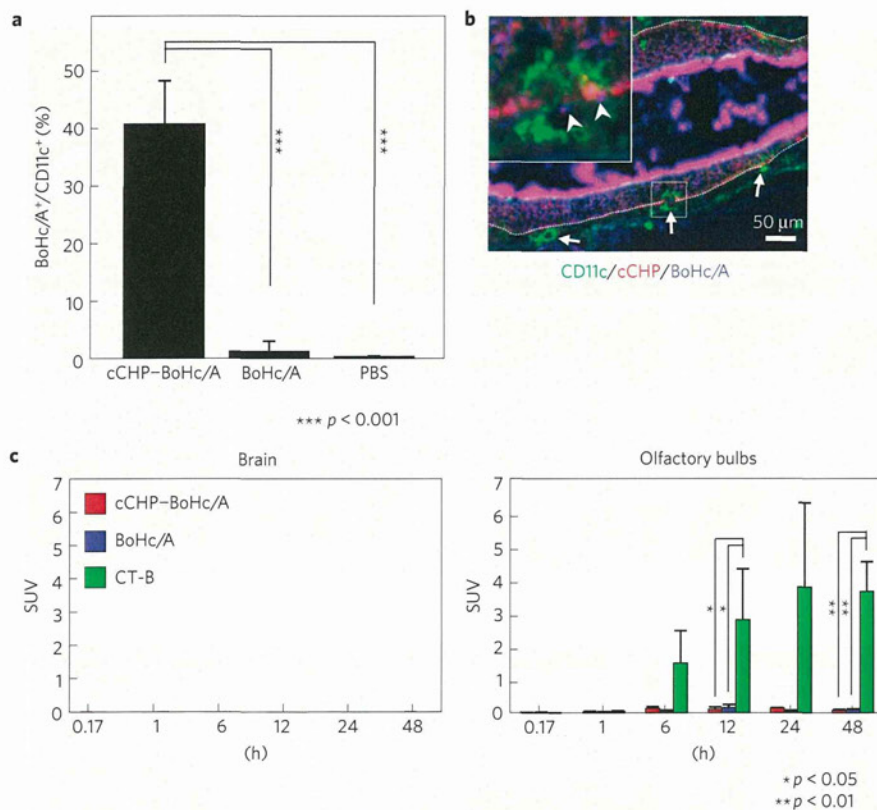 a
BoHc/A+/CD11c+ (%)
50
40
30
20
10
0
cCHP–BoHc/A BoHc/A PBS
***
***
*** p < 0.001
b
50 μm
CD11c/cCHP/BoHc/A
c
Brain
SUV
7
6
5
4
3
2
1
0
cCHP–BoHc/A
BoHc/A
CT-B
0.17 1 6 12 24 48
(h)
Olfactory bulbs
SUV
7
6
5
4
3
2
1
0
* *
** **
0.17 1 6 12 24 48
(h)
* p < 0.05
** p < 0.01